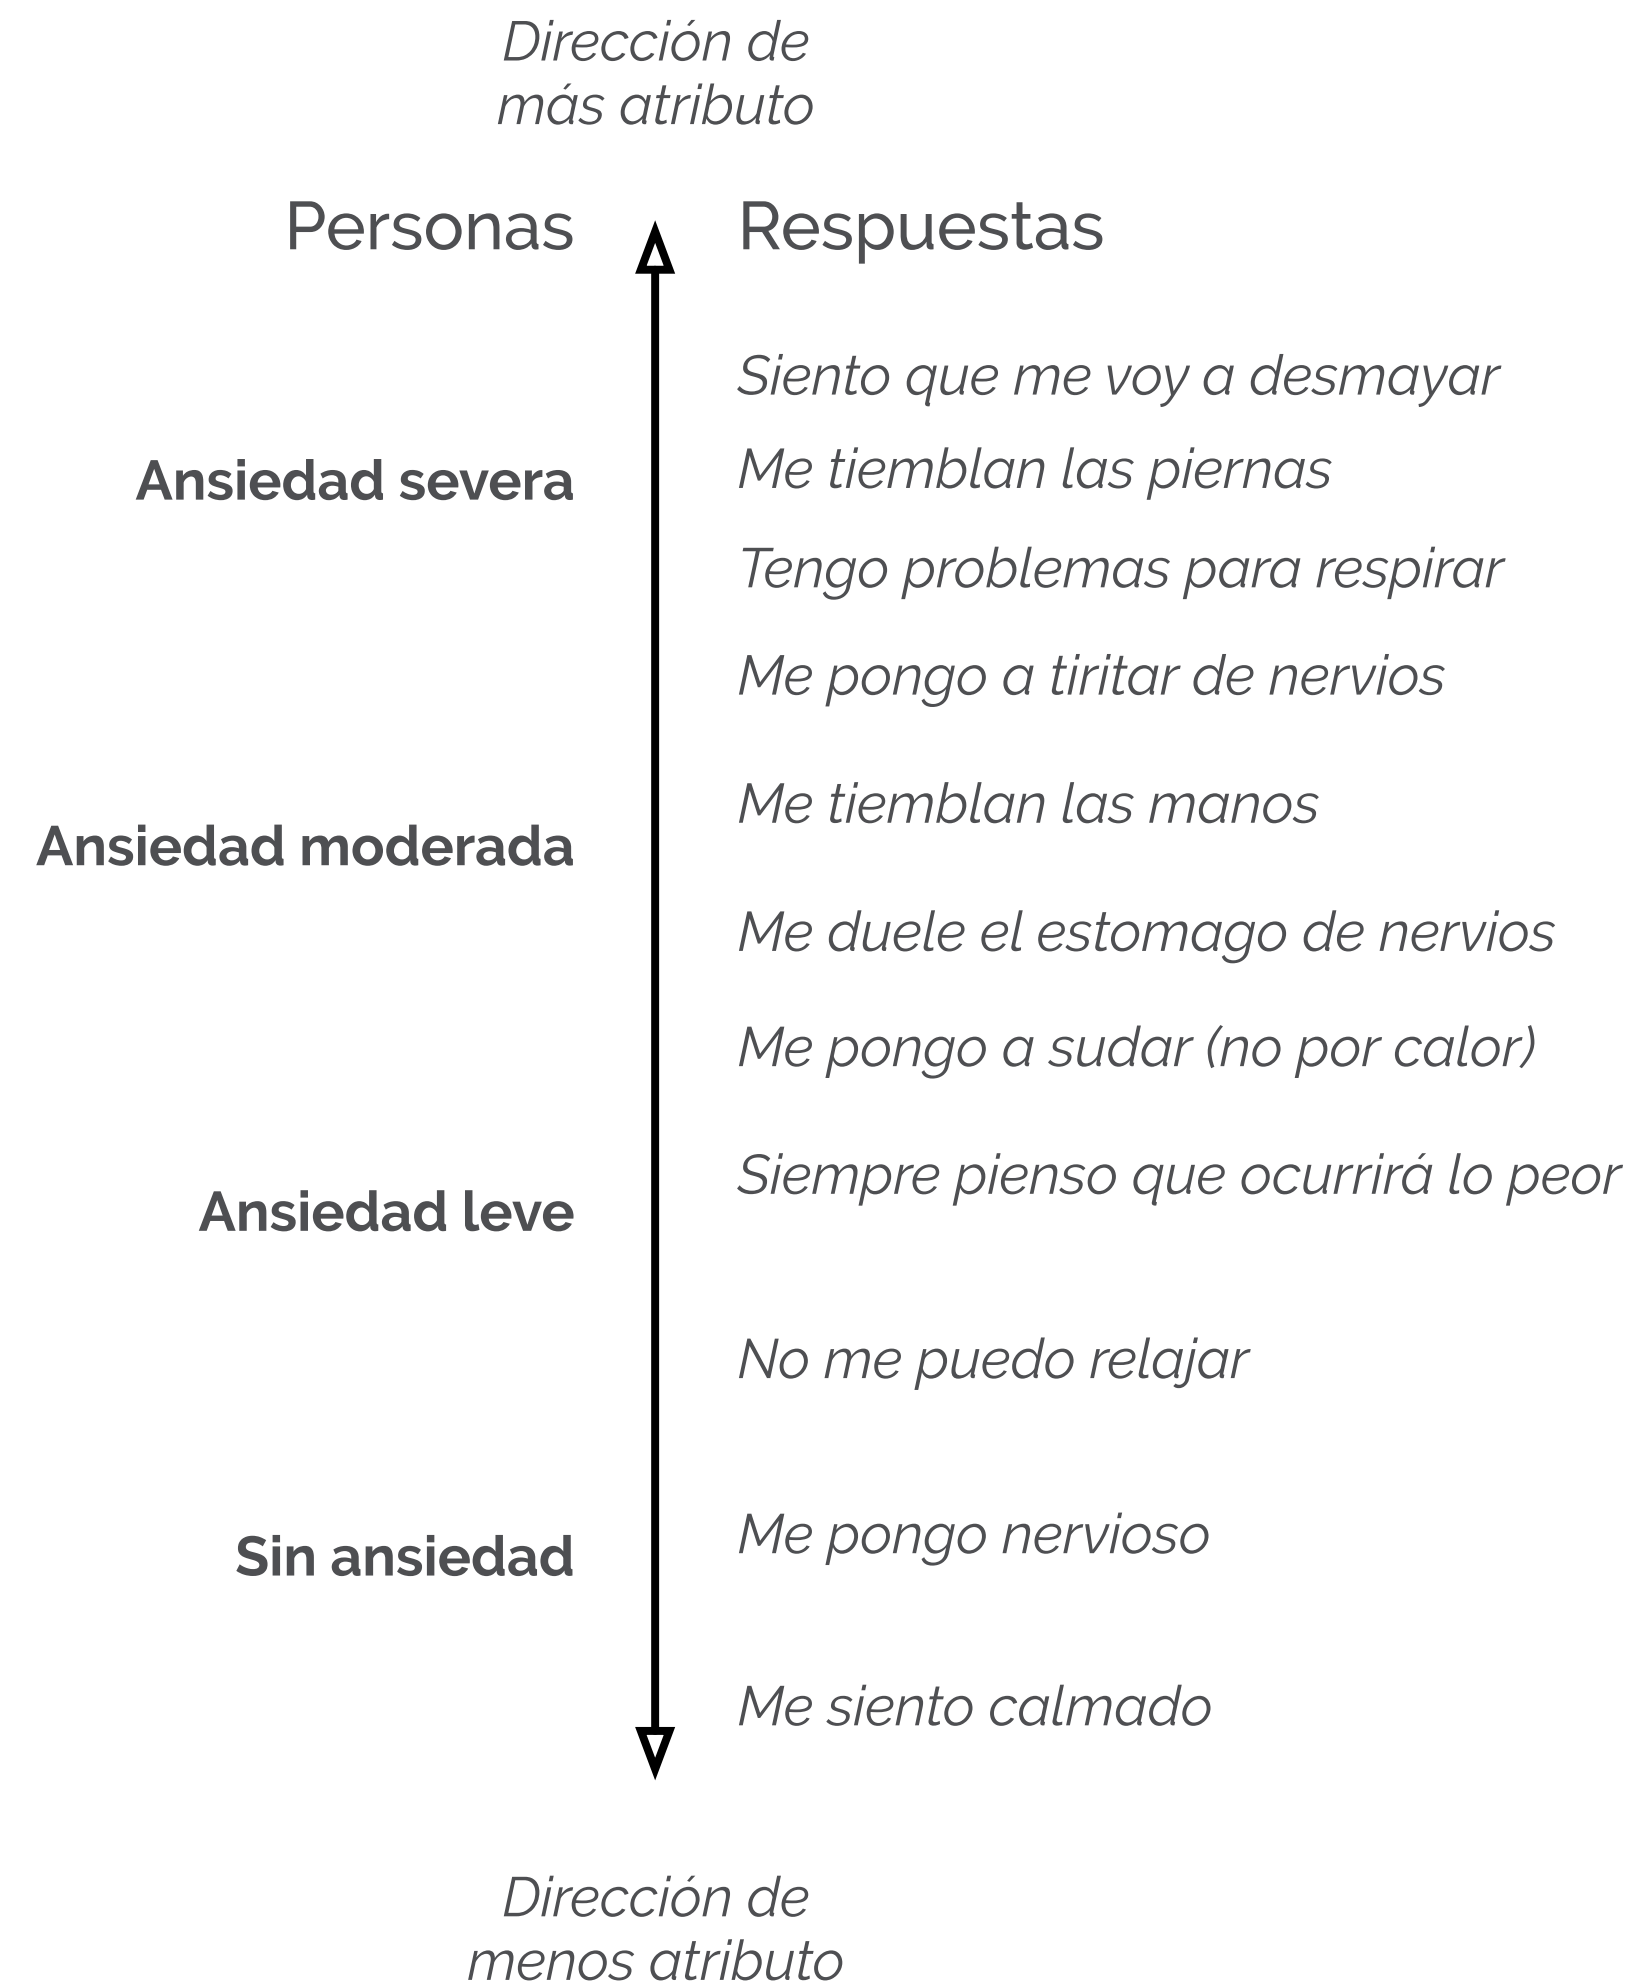 Dirección de
más atributo
Personas
Respuestas
Siento que me voy a desmayar
Me tiemblan las piernas
Ansiedad severa
Tengo problemas para respirar
Me pongo a tiritar de nervios
Me tiemblan las manos
Ansiedad moderada
Me duele el estomago de nervios
Me pongo a sudar (no por calor)
Siempre pienso que ocurrirá lo peor
Ansiedad leve
No me puedo relajar
Me pongo nervioso
Sin ansiedad
Me siento calmado
Dirección de
menos atributo